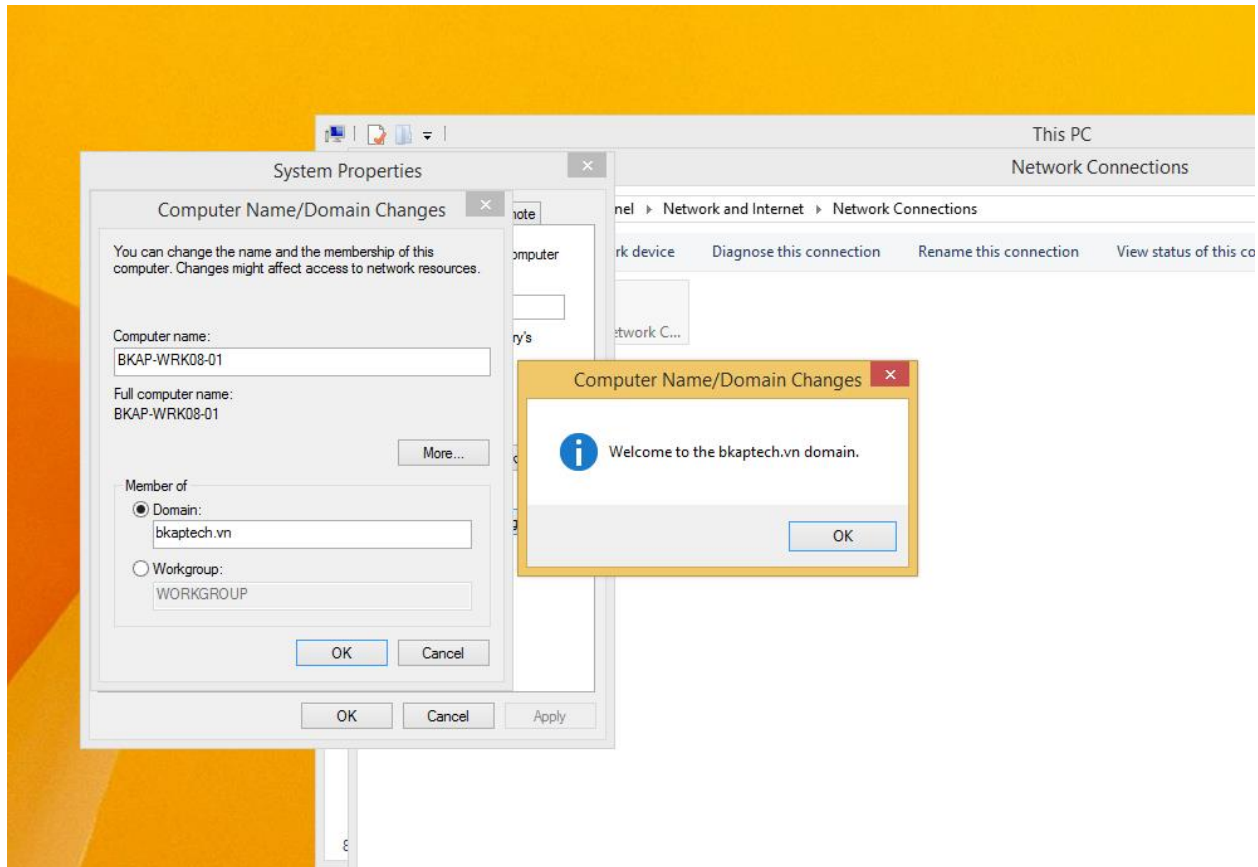 This PC
System Properties
Network Connections
Computer Name/Domain Changes
Network and Internet
Network Connections
device
Diagnose this connection
Rename this connection
View status of this
You can change the name and the membership of this
computer. Changes might affect access to network resources.
Computer name:
BKAP-WRK08-01
Full computer name:
BKAP-WRK08-01
More...
Member of
Domain:
bkaptech.vn
Workgroup:
WORKGROUP
OK
Cancel
OK
Cancel
Apply
Computer Name/Domain Changes
Welcome to the bkaptech.vn domain.
OK